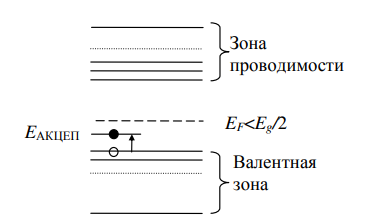 Зона
проводимости
EАКЦЕП
EF<Eg/2
Валентная
зона